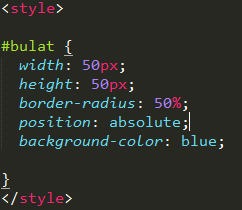 <style>
#bulat {
width: 50px;
height: 50px;
border-radius: 50%;
position: absolute;
background-color: blue;
}
</style>